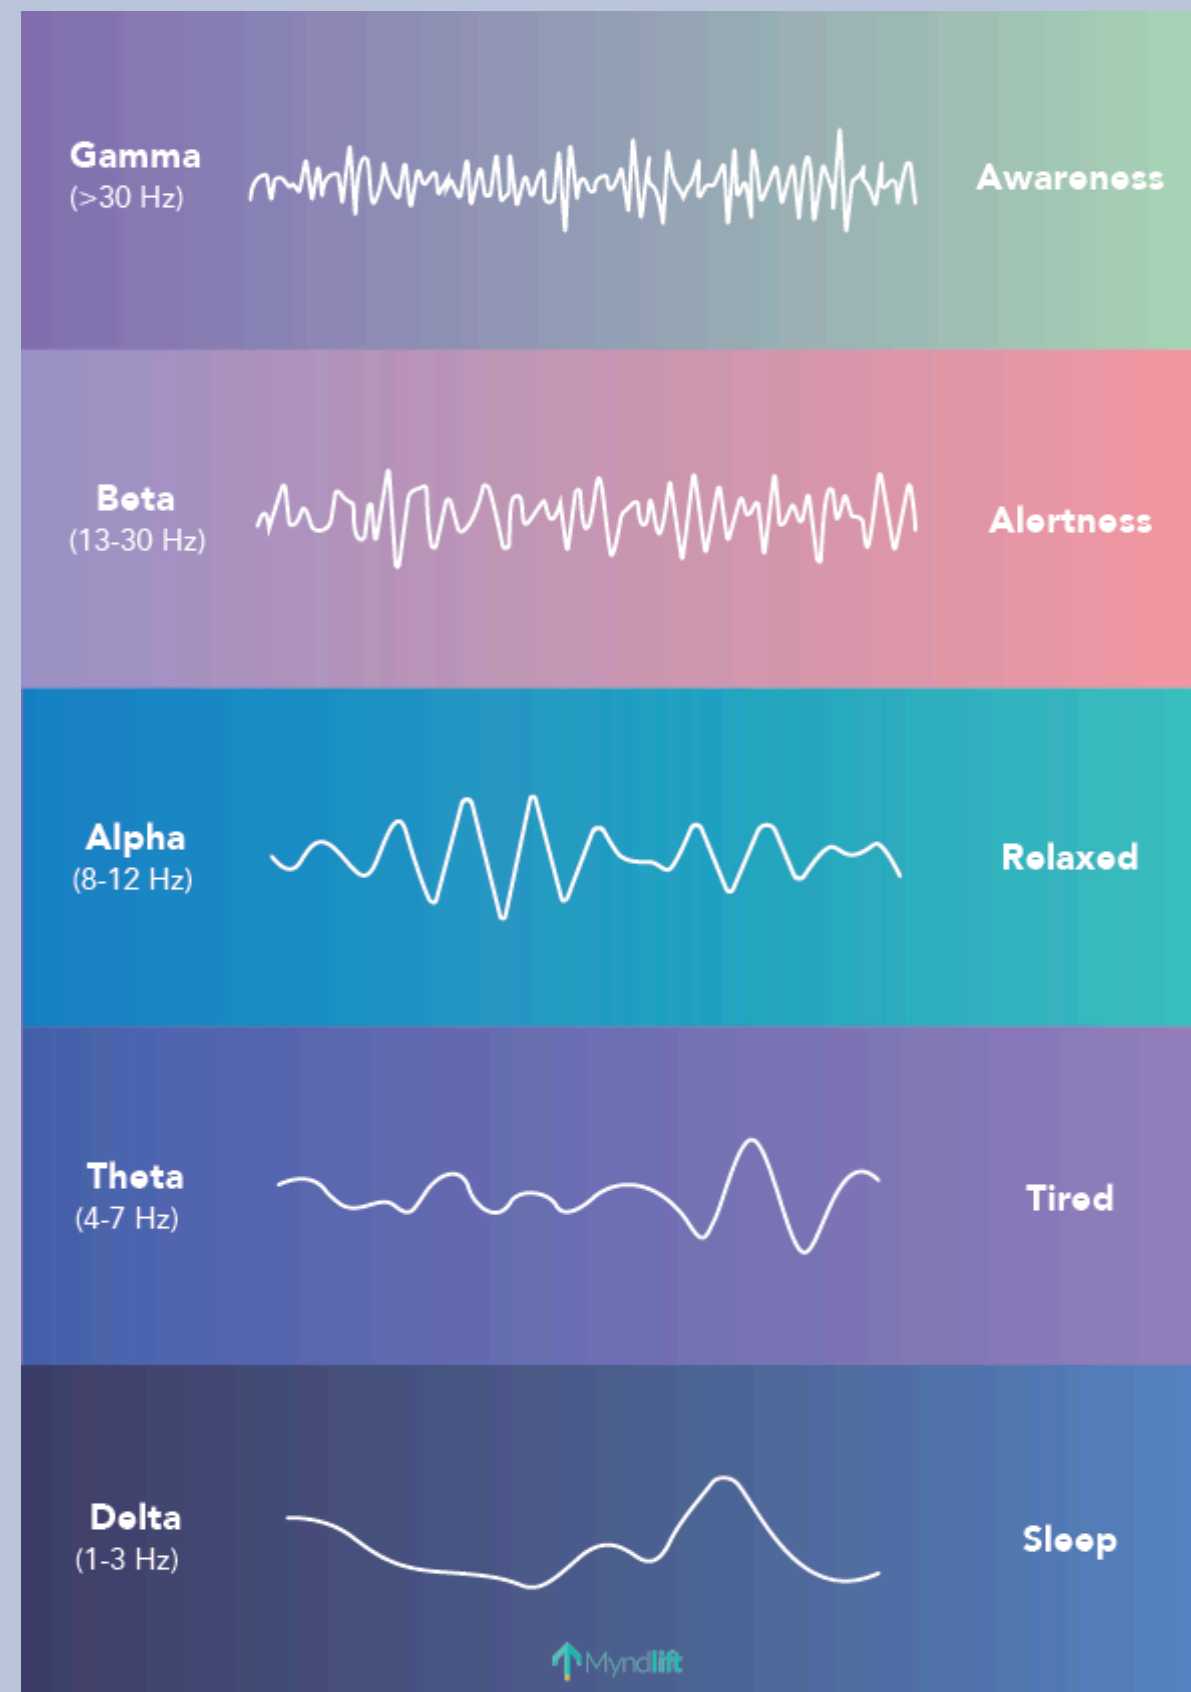 Gamma
(>30 Hz)
Awareness
Beta
(13-30 Hz)
Alertness
Alpha
(8-12 Hz)
Relaxed
Theta
(4-7 Hz)
Tired
Delta
(1-3 Hz)
Sleep
Myndlift